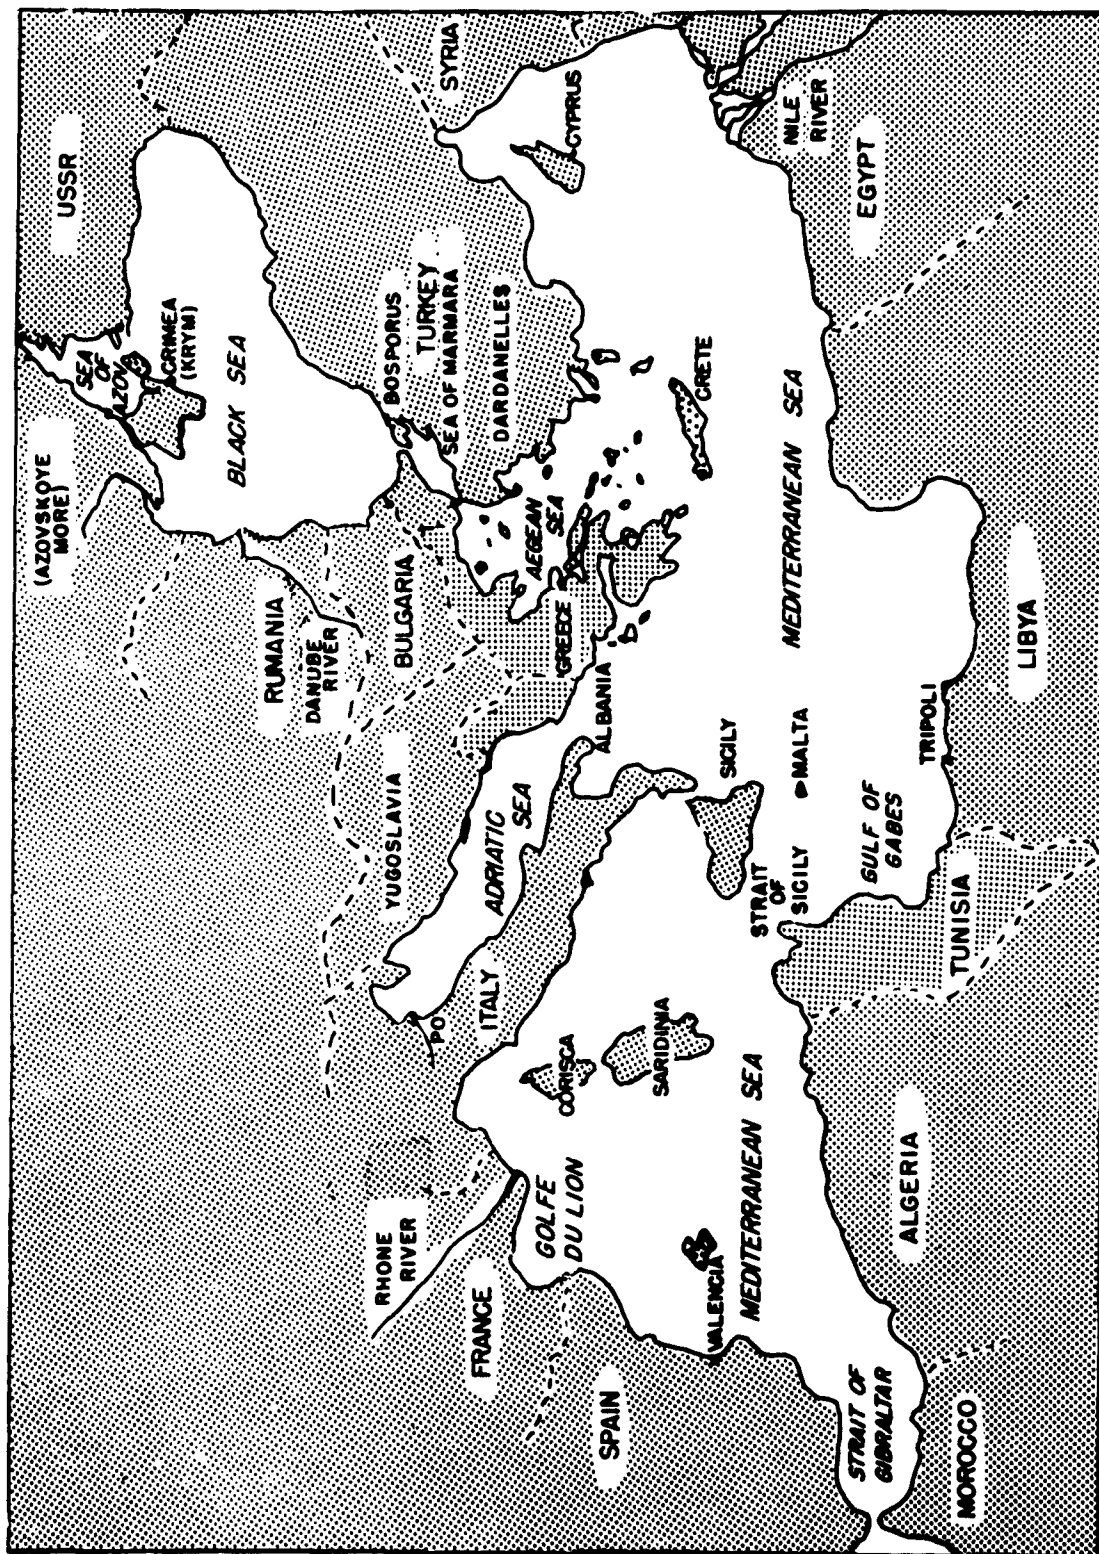 (AZOVSKOYE
MORE)
SEA
OF
AZOV
USSR
CRIMEA
(KRYM)
BLACK SEA
RUMANIA
DANUBE
RIVER
BULGARIA
BOSPORUS
TURKEY
SEA OF MARMARA
DARDANELLES
SYRIA
CYPRUS
YUGOSLAVIA
PO
ITALY
ADRIATIC
SEA
ALBANIA
GREECE
AEGEAN
SEA
CRETE
RHONE
RIVER
FRANCE
GOLFE
DU LION
CORISCA
SARIDINIA
SPAIN
VALENCIA
MEDITERRANEAN SEA
SICILY
STRAIT
OF
SICILY
MALTA
MEDITERRANEAN SEA
NILE
RIVER
EGYPT
STRAIT OF
GIBRALTAR
MOROCCO
ALGERIA
TUNISIA
GULF OF
GABES
TRIPOLI
LIBYA